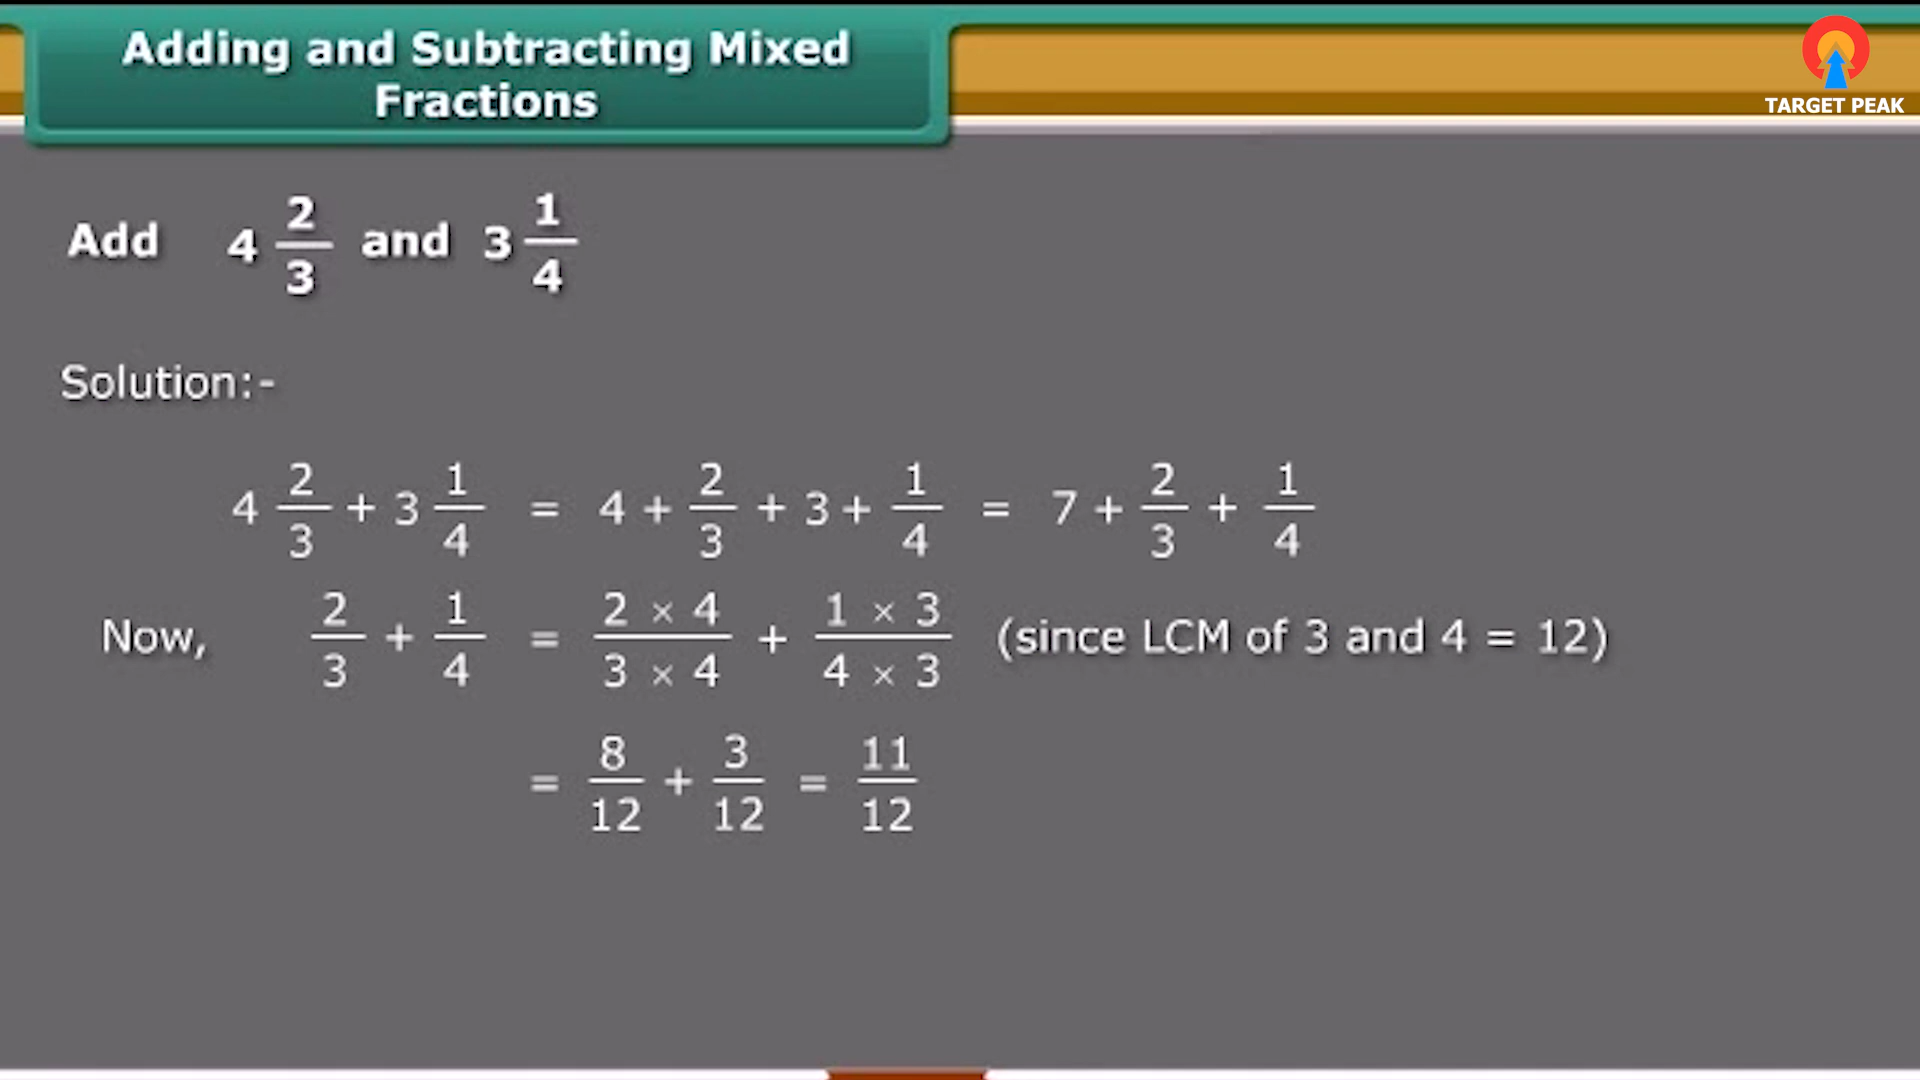 Adding and Subtracting Mixed
Fractions
TARGET PEAK
Add 4 2/3 and 3 1/4
Solution:-
4 2/3 + 3 1/4 = 4 + 2/3 + 3 + 1/4 = 7 + 2/3 + 1/4
Now, 2/3 + 1/4 = 2 × 4/3 × 4 + 1 × 3/4 × 3 (since LCM of 3 and 4 = 12)
= 8/12 + 3/12 = 11/12